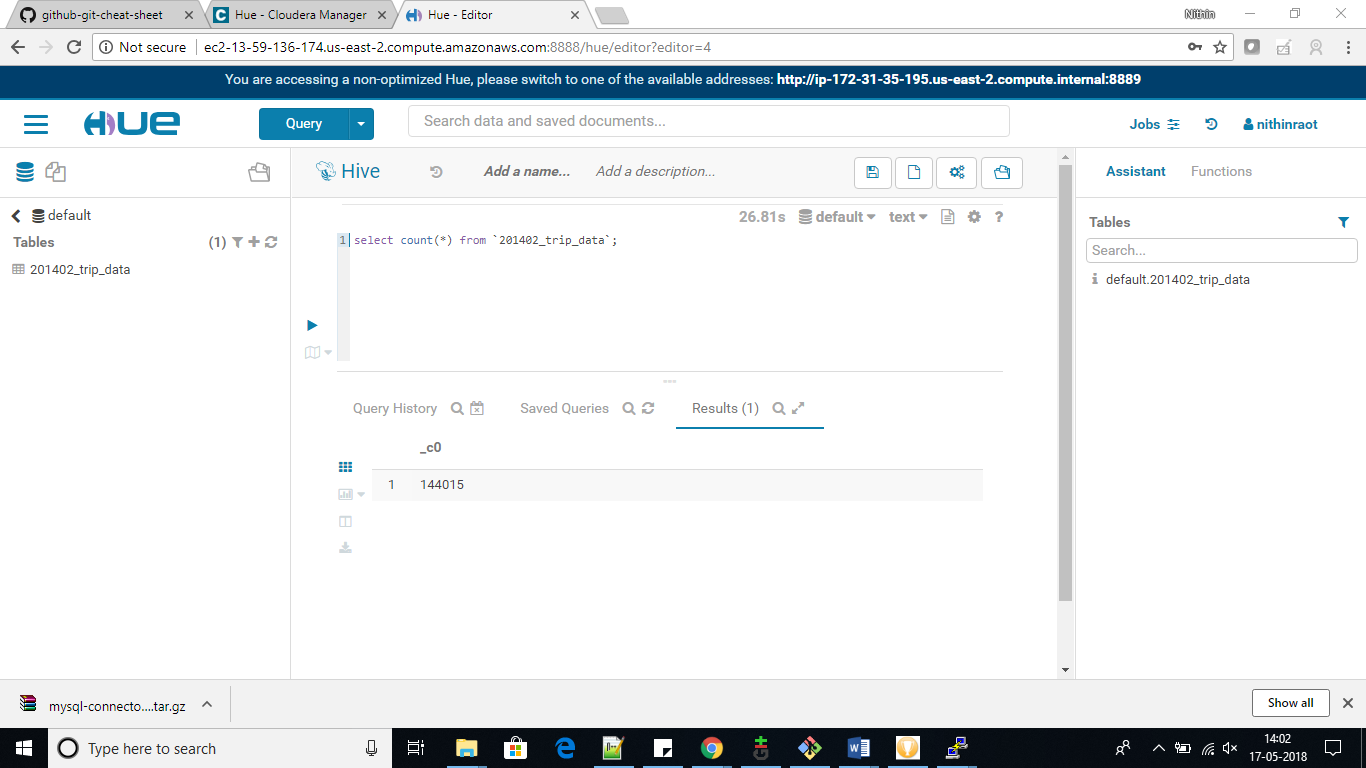 github-git-cheat-sheet
Hue - Cloudera Manager
Hue - Editor
Nithin
Not secure
ec2-13-59-136-174.us-east-2.compute.amazonaws.com:8888/hue/editor?editor=4
You are accessing a non-optimized Hue, please switch to one of the available addresses: http://ip-172-31-35-195.us-east-2.compute.internal:8889
HUE
Query
Search data and saved documents...
Jobs
nithinraot
Hive
Add a name...
Add a description...
Assistant
Functions
default
Tables
(1)
201402_trip_data
26.81s
default
text
?
1
select count(*) from `201402_trip_data`;
Query History
Saved Queries
Results (1)
_c0
1
144015
Tables
Search...
default.201402_trip_data
mysql-connecto....tar.gz
Show all
Type here to search
14:02
17-05-2018